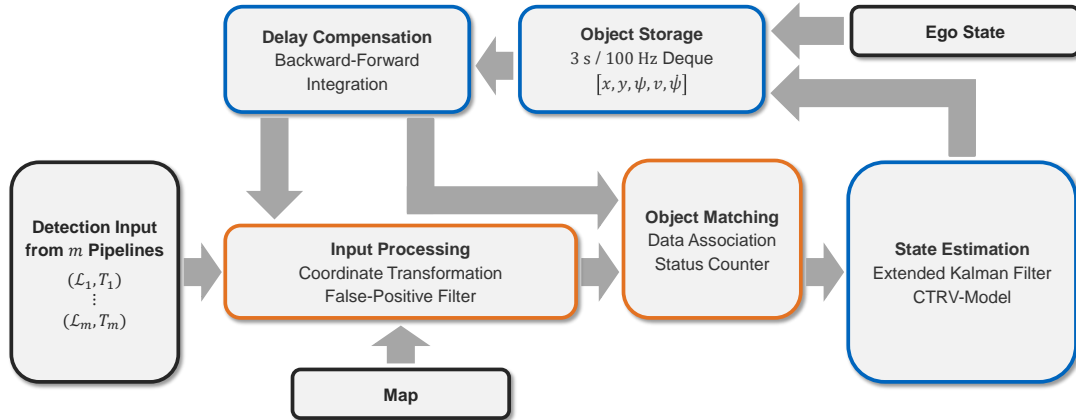 Delay Compensation
Backward-Forward
Integration
Object Storage
3 s / 100 Hz Deque
[x, y, ψ, v, ψ̇]
Ego State
Detection Input
from m Pipelines
(ℒ₁, T₁)
⋮
(ℒₘ, Tₘ)
Input Processing
Coordinate Transformation
False-Positive Filter
Object Matching
Data Association
Status Counter
State Estimation
Extended Kalman Filter
CTRV-Model
Map